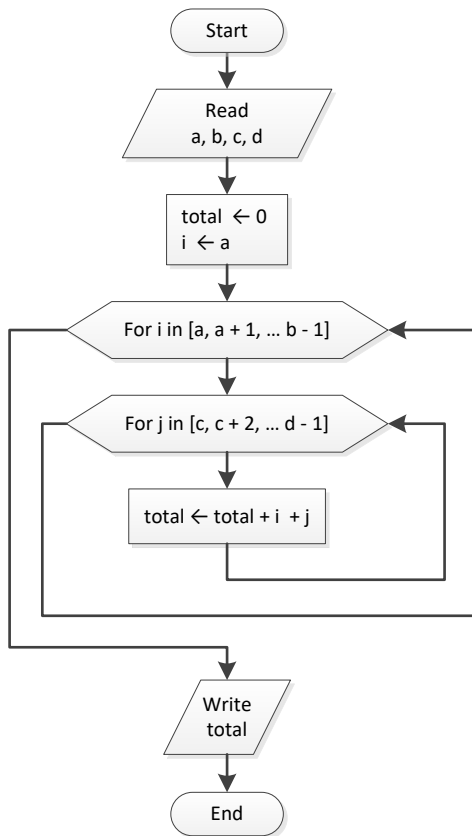 Start
Read
a, b, c, d
total ← 0
i ← a
For i in [a, a + 1, ... b - 1]
For j in [c, c + 2, ... d - 1]
total ← total + i + j
Write
total
End